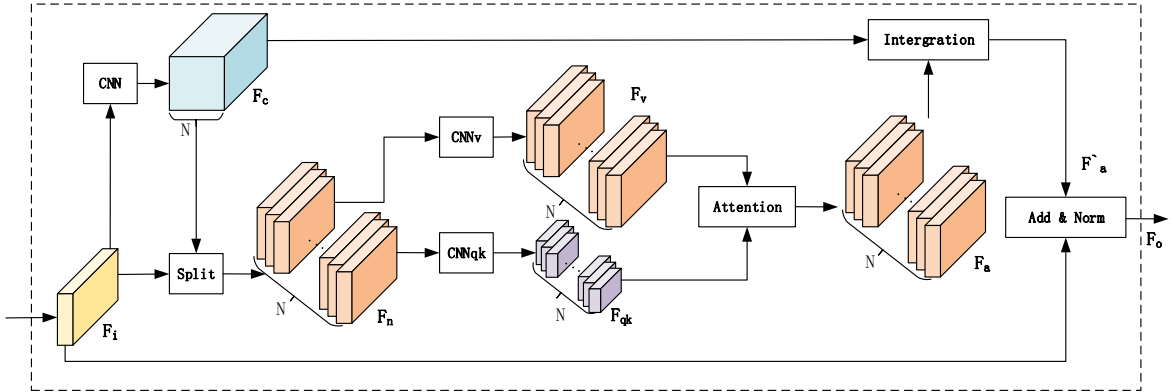 Intergration
CNN
F_c
N
F_v
CNNv
F`_a
N
Attention
Add & Norm
F_o
Split
CNNqk
N
F_a
N
F_n
N
F_qk
F_i